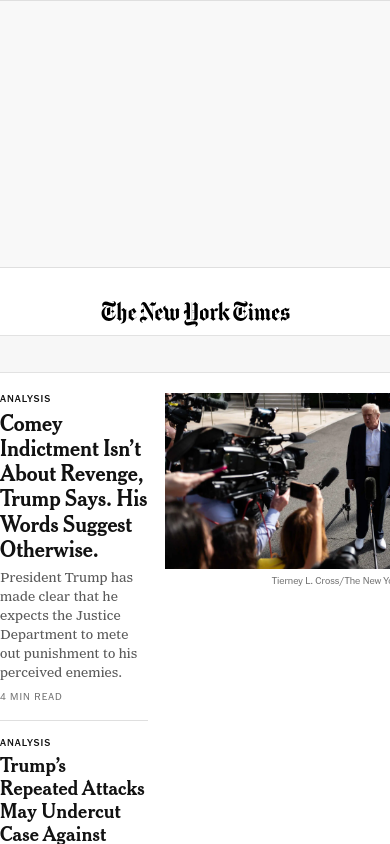 The New York Times
ANALYSIS
Comey
Indictment Isn’t
About Revenge,
Trump Says. His
Words Suggest
Otherwise.
President Trump has
made clear that he
expects the Justice
Department to mete
out punishment to his
perceived enemies.
4 MIN READ
Tierney L. Cross/The New Yo
ANALYSIS
Trump’s
Repeated Attacks
May Undercut
Case Against